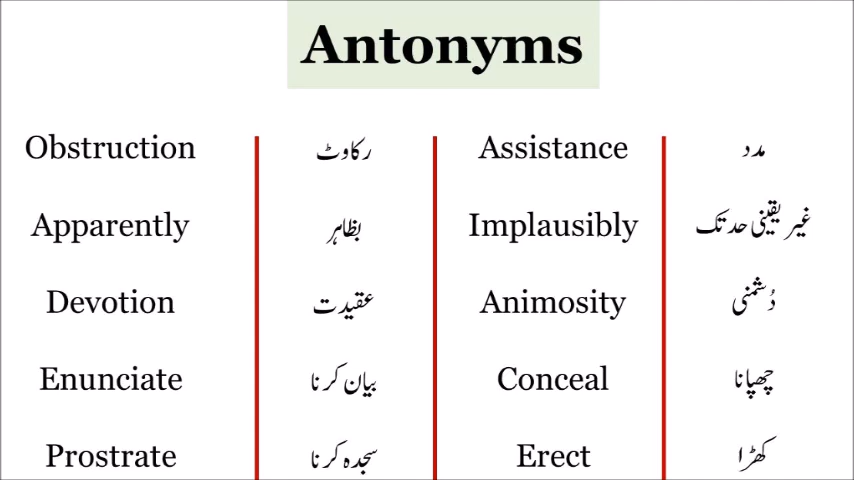 Antonyms
Obstruction رکاوٹ Assistance مدد
Apparently بظاہر Implausibly غیر یقینی حد تک
Devotion عقیدت Animosity دُشمنی
Enunciate بیان کرنا Conceal چھپانا
Prostrate سجدہ کرنا Erect کھڑا